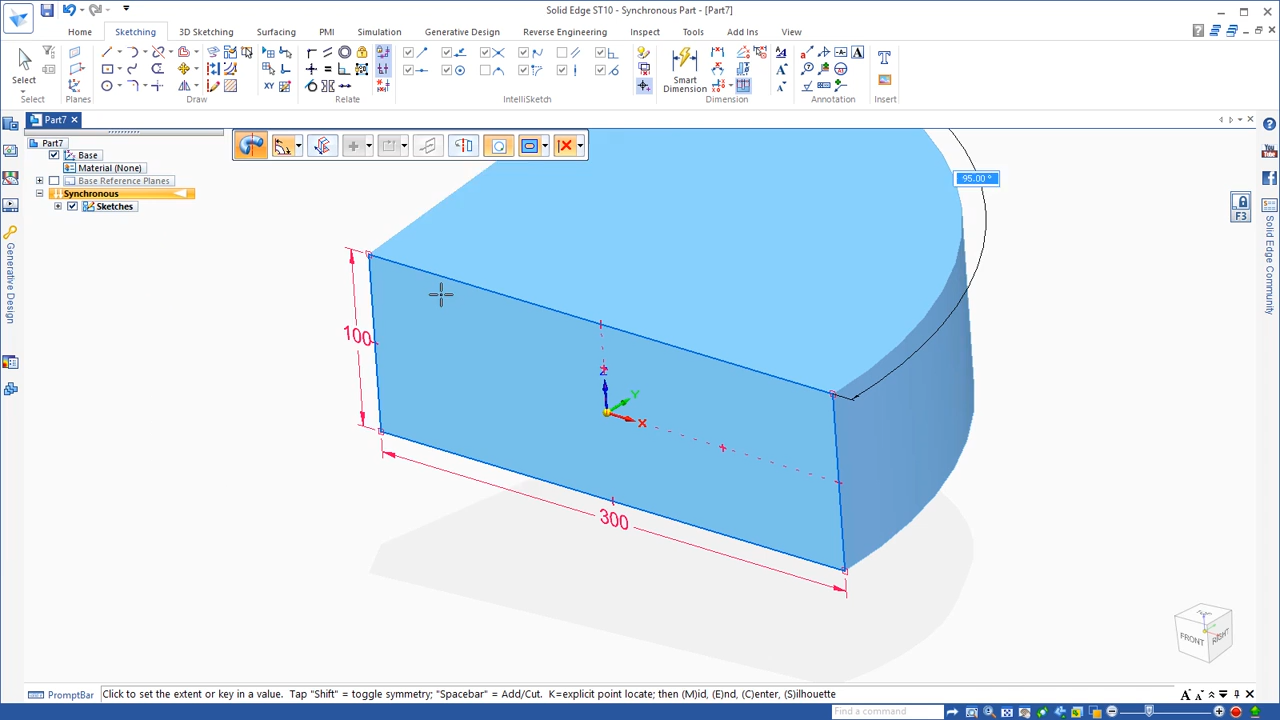 Solid Edge ST10 - Synchronous Part - [Part7]
Home Sketching 3D Sketching Surfacing PMI Simulation Generative Design Reverse Engineering Inspect Tools Add Ins View
Select
Smart
Dimension
Select Planes Draw Relate IntelliSketch Dimension Annotation Insert
Part7
Part7
Base
Material (None)
Base Reference Planes
Synchronous
Sketches
Generative Design
YouTube
Solid Edge Community
F3
95.00 °
100
300
Z
Y
X
TOP
FRONT
RIGHT
PromptBar
Click to set the extent or key in a value. Tap "Shift" = toggle symmetry; "Spacebar" = Add/Cut. K=explicit point locate; then (M)id, (E)nd, (C)enter, (S)ilhouette
Find a command